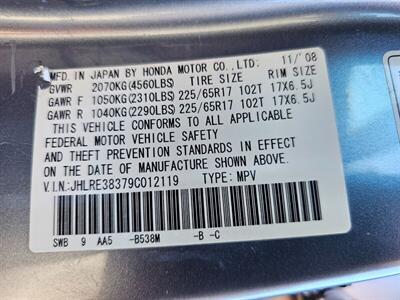 MFD. IN JAPAN BY HONDA MOTOR CO., LTD: 11/'08
GVWR 2070KG(4560LBS) TIRE SIZE RIM SIZE
GAWR F 1050KG(2310LBS) 225/65R17 102T 17X6.5J
GAWR R 1040KG(2290LBS) 225/65R17 102T 17X6.5J
THIS VEHICLE CONFORMS TO ALL APPLICABLE
FEDERAL MOTOR VEHICLE SAFETY
AND THEFT PREVENTION STANDARDS IN EFFECT
ON THE DATE OF MANUFACTURE SHOWN ABOVE.
V.I.N:JHLRE38379C012119 TYPE: MPV
SWB 9 AA5 -B538M -B -C